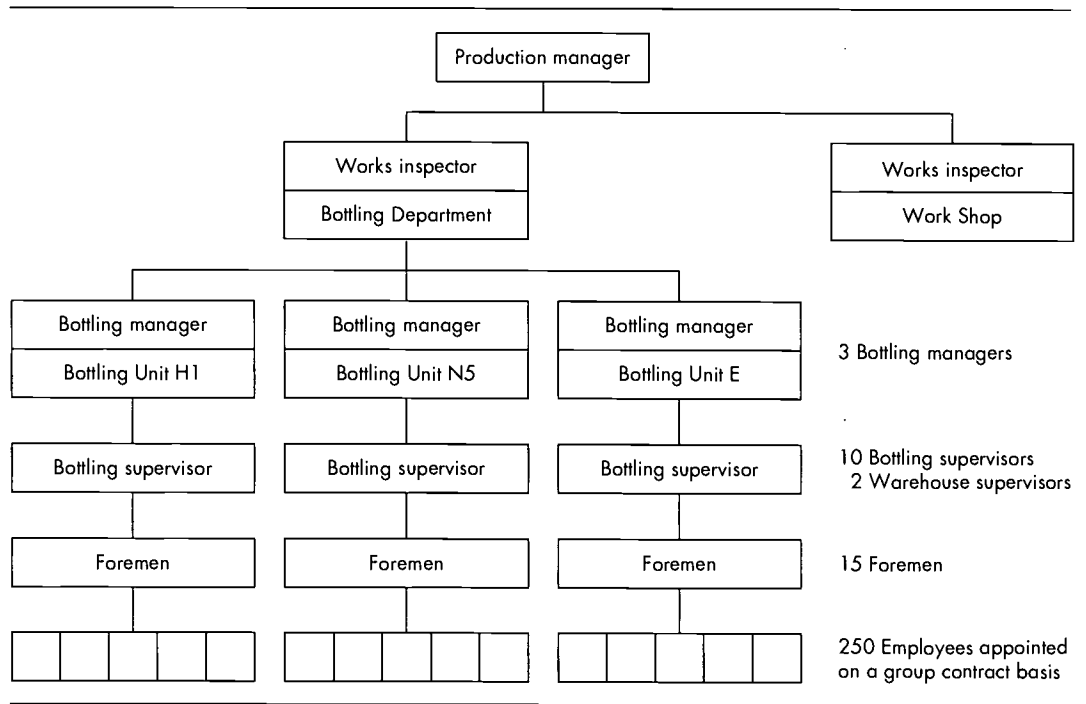 Production manager
Works inspector
Bottling Department
Works inspector
Work Shop
Bottling manager
Bottling Unit H1
Bottling manager
Bottling Unit N5
Bottling manager
Bottling Unit E
3 Bottling managers
Bottling supervisor
Bottling supervisor
Bottling supervisor
10 Bottling supervisors
2 Warehouse supervisors
Foremen
Foremen
Foremen
15 Foremen
250 Employees appointed
on a group contract basis